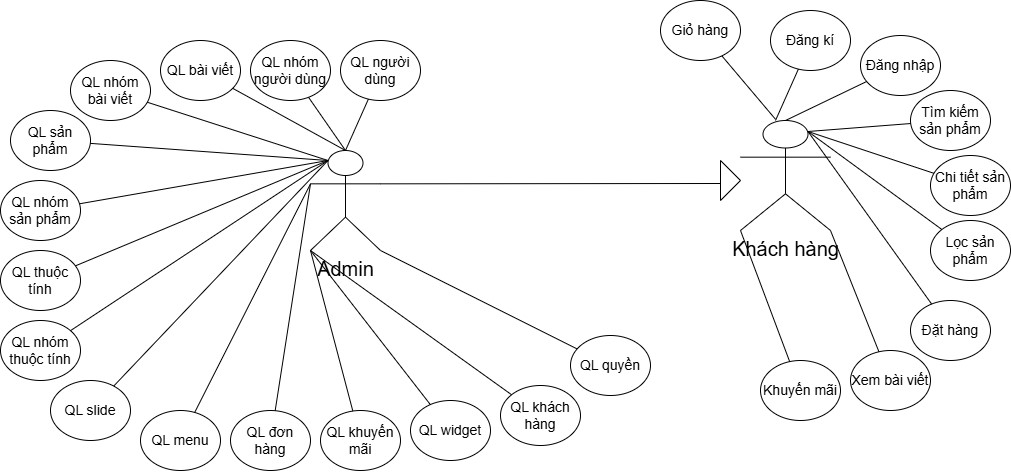 Giỏ hàng
Đăng kí
Đăng nhập
Tìm kiếm
sản phẩm
Chi tiết sản
phẩm
Lọc sản
phẩm
Đặt hàng
Xem bài viết
Khuyến mãi
Khách hàng
QL người
dùng
QL nhóm
người dùng
QL bài viết
QL nhóm
bài viết
QL sản
phẩm
QL nhóm
sản phẩm
QL thuộc
tính
QL nhóm
thuộc tính
QL slide
QL menu
QL đơn
hàng
QL khuyến
mãi
QL widget
QL khách
hàng
QL quyền
Admin